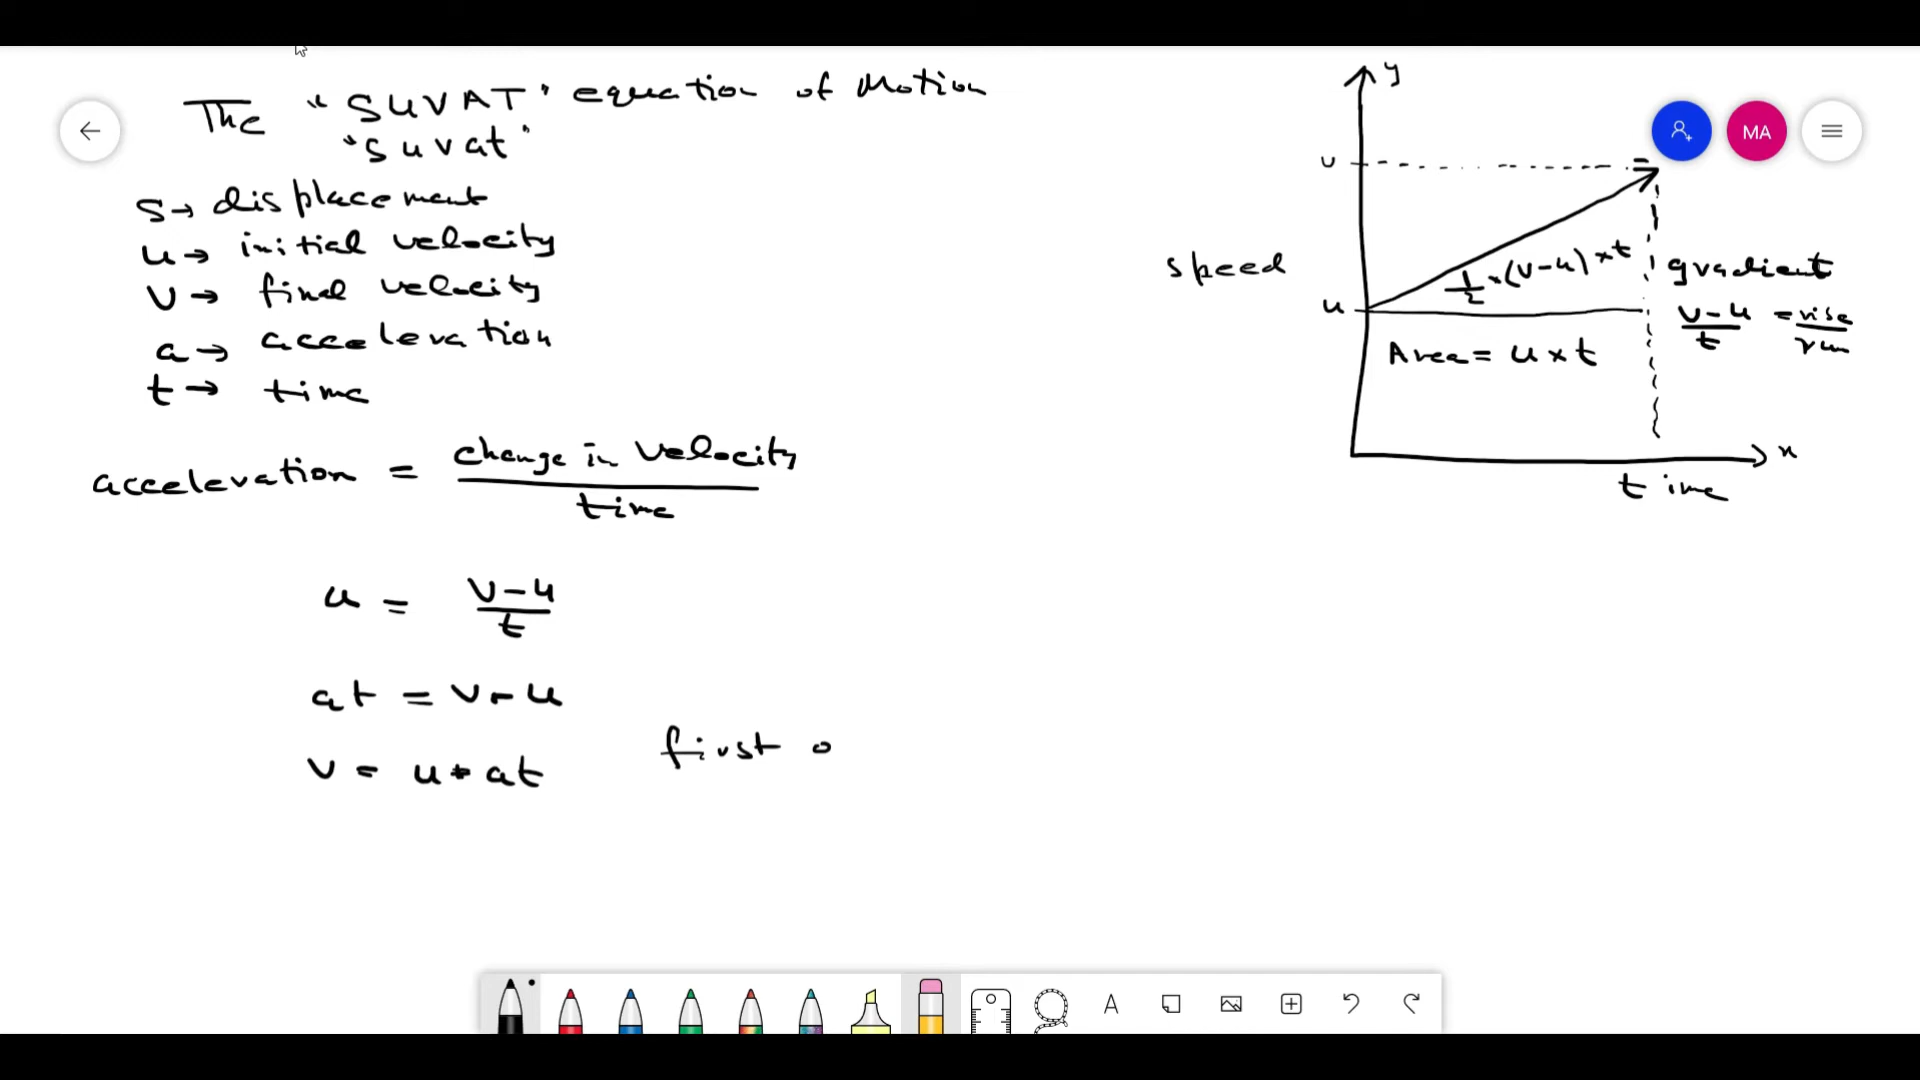 The "SUVAT" equation of Motion
"suvat"
s→ displacement
u→ initial velocity
v→ final velocity
a→ acceleration
t→ time
acceleration = change in velocity
time
u = v-u
t
at = v-u
v = u+at
first o
y
MA
v
speed
1/2 ×(v-u)×t
gradient
u
v-u/t = rise/run
Area = u×t
x
time
A